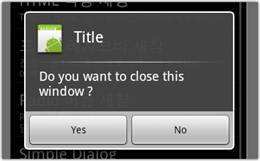 Title
Do you want to close this
window ?
Yes
No
Simple Dialog